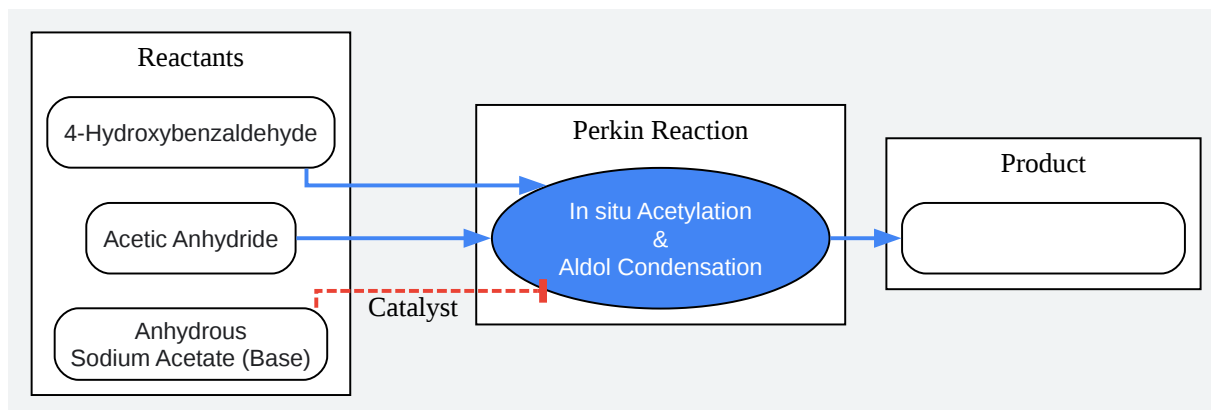 Reactants
4-Hydroxybenzaldehyde
Acetic Anhydride
Anhydrous
Sodium Acetate (Base)
Catalyst
Perkin Reaction
In situ Acetylation
&
Aldol Condensation
Product